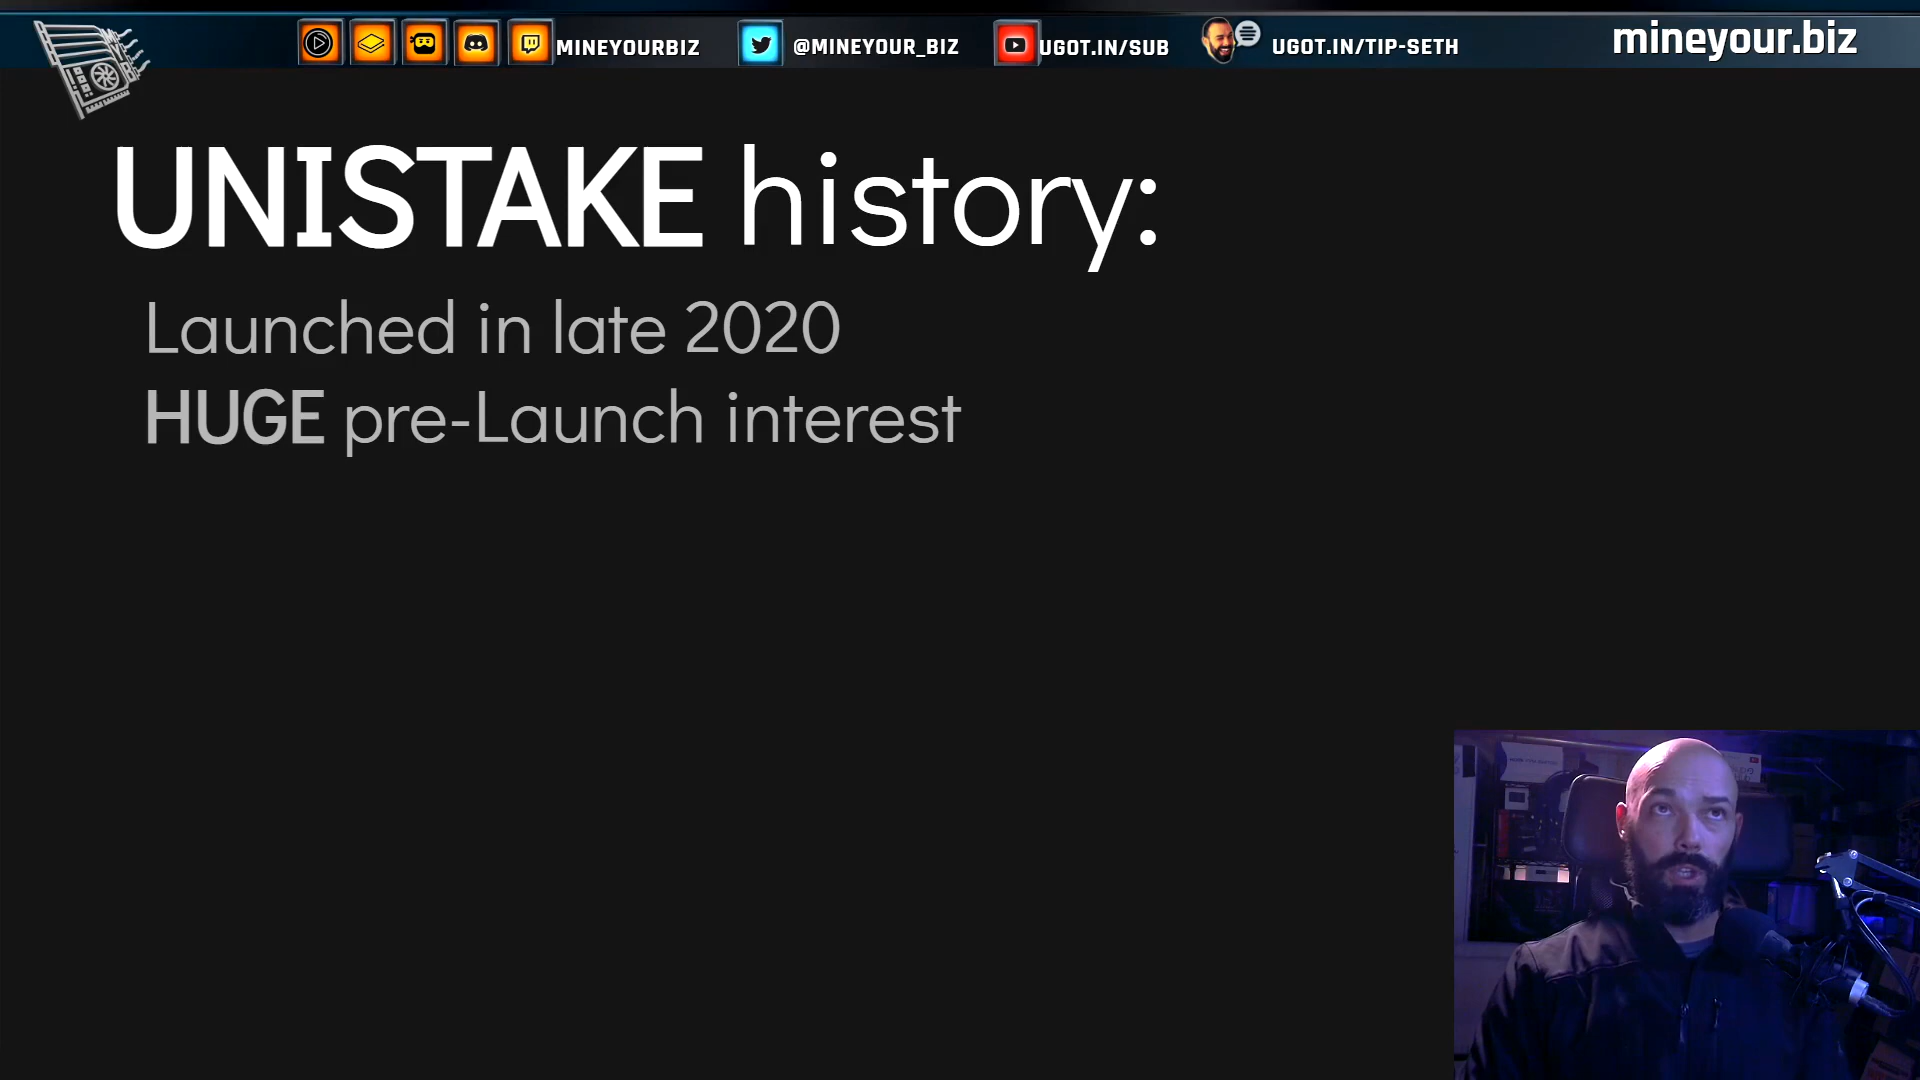 MINEYOURBIZ
@MINEYOUR_BIZ
UGOT.IN/SUB
UGOT.IN/TIP-SETH
mineyour.biz
UNISTAKE history:
Launched in late 2020
HUGE pre-Launch interest